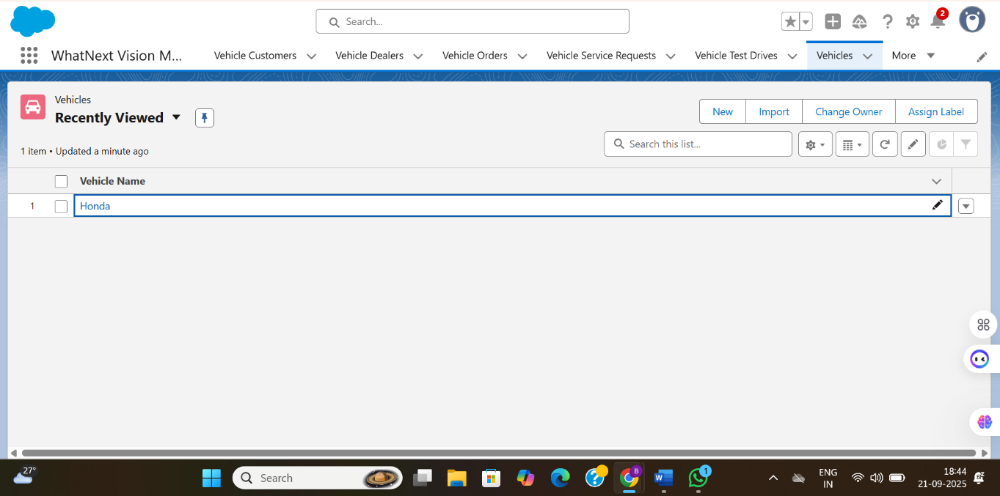 Search...
2
WhatNext Vision M...
Vehicle Customers
Vehicle Dealers
Vehicle Orders
Vehicle Service Requests
Vehicle Test Drives
Vehicles
More
Vehicles
Recently Viewed
New
Import
Change Owner
Assign Label
1 item • Updated a minute ago
Search this list...
Vehicle Name
1
Honda
27°
Search
?
B
W
1
ENG
IN
18:44
21-09-2025